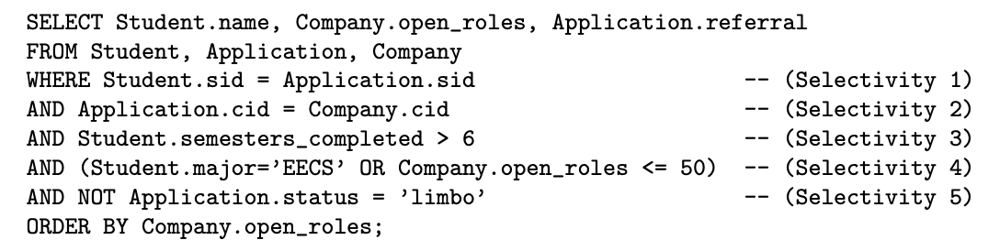 SELECT Student.name, Company.open_roles, Application.referral
FROM Student, Application, Company
WHERE Student.sid = Application.sid -- (Selectivity 1)
AND Application.cid = Company.cid -- (Selectivity 2)
AND Student.semesters_completed > 6 -- (Selectivity 3)
AND (Student.major=’EECS’ OR Company.open_roles <= 50) -- (Selectivity 4)
AND NOT Application.status = ’limbo’ -- (Selectivity 5)
ORDER BY Company.open_roles;